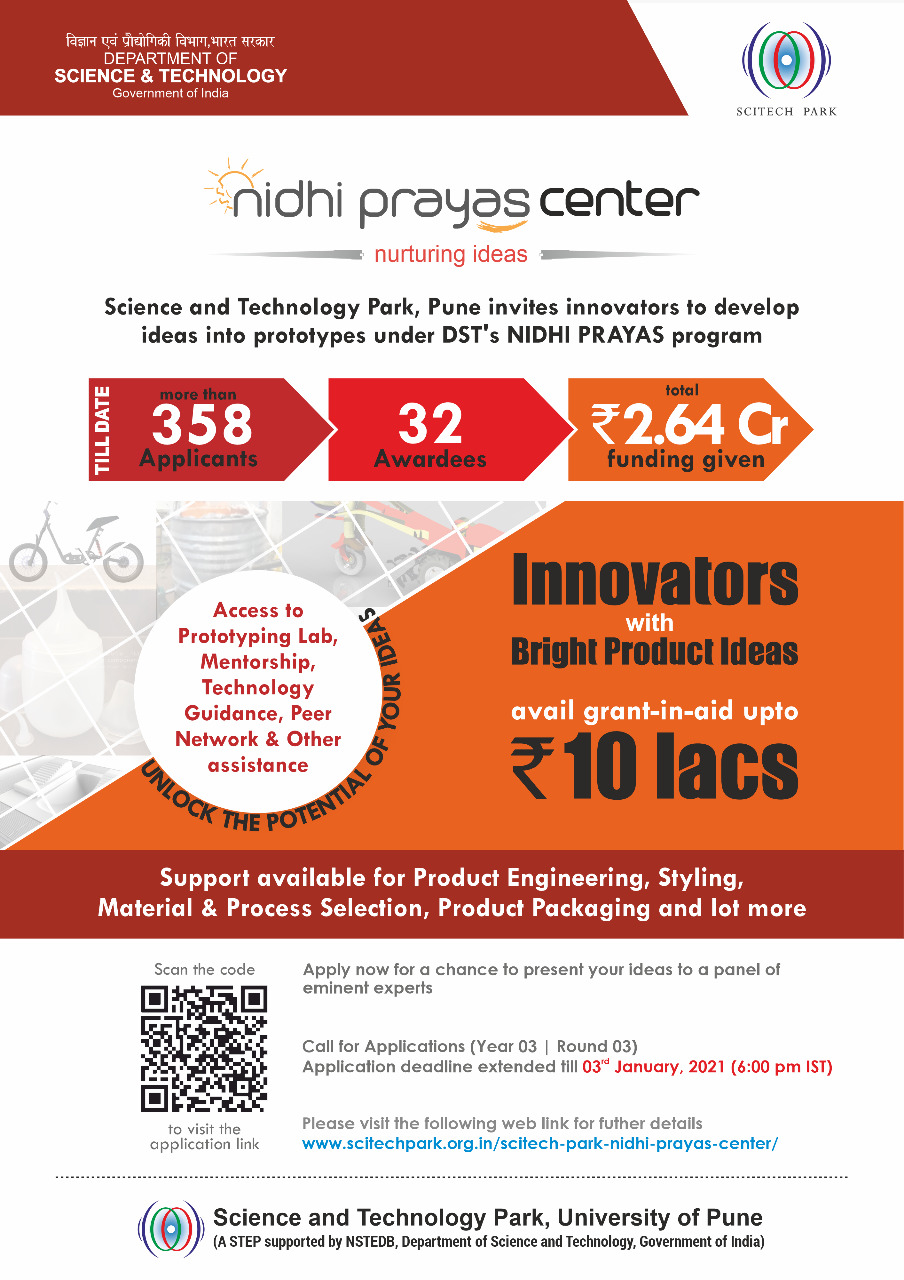 विज्ञान एवं प्रौद्योगिकी विभाग,भारत सरकार
DEPARTMENT OF
SCIENCE & TECHNOLOGY
Government of India
SCITECH PARK
nidhi prayas center
nurturing ideas
Science and Technology Park, Pune invites innovators to develop
ideas into prototypes under DST's NIDHI PRAYAS program
TILL DATE
more than
358
Applicants
32
Awardees
total
₹2.64 Cr
funding given
Access to
Prototyping Lab,
Mentorship,
Technology
Guidance, Peer
Network & Other
assistance
UNLOCK THE POTENTIAL OF YOUR IDEAS
Innovators
with
Bright Product Ideas
avail grant-in-aid upto
₹10 lacs
Support available for Product Engineering, Styling,
Material & Process Selection, Product Packaging and lot more
Scan the code
to visit the
application link
Apply now for a chance to present your ideas to a panel of
eminent experts
Call for Applications (Year 03 | Round 03)
Application deadline extended till 03rd January, 2021 (6:00 pm IST)
Please visit the following web link for futher details
www.scitechpark.org.in/scitech-park-nidhi-prayas-center/
Science and Technology Park, University of Pune
(A STEP supported by NSTEDB, Department of Science and Technology, Government of India)